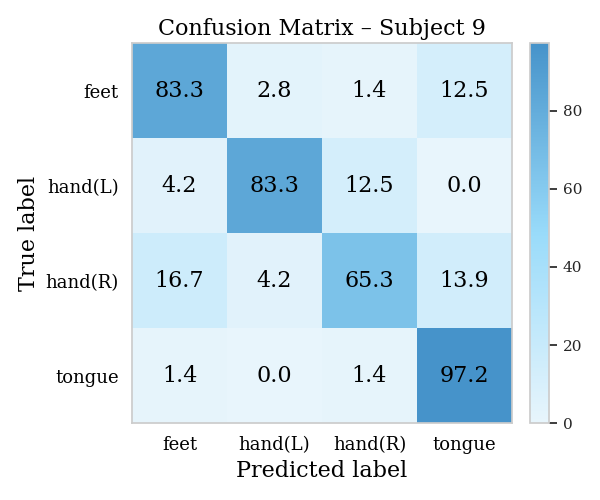 Confusion Matrix – Subject 9
True label
feet 83.3 2.8 1.4 12.5
hand(L) 4.2 83.3 12.5 0.0
hand(R) 16.7 4.2 65.3 13.9
tongue 1.4 0.0 1.4 97.2
feet hand(L) hand(R) tongue
Predicted label
80
60
40
20
0